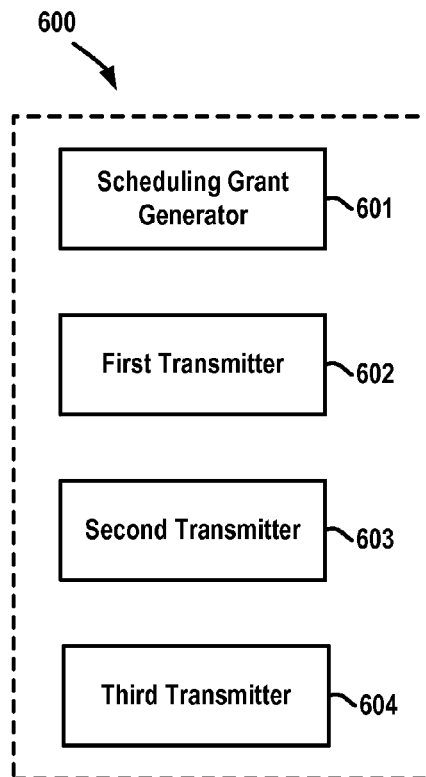 600
Scheduling Grant
Generator
601
First Transmitter
602
Second Transmitter
603
Third Transmitter
604